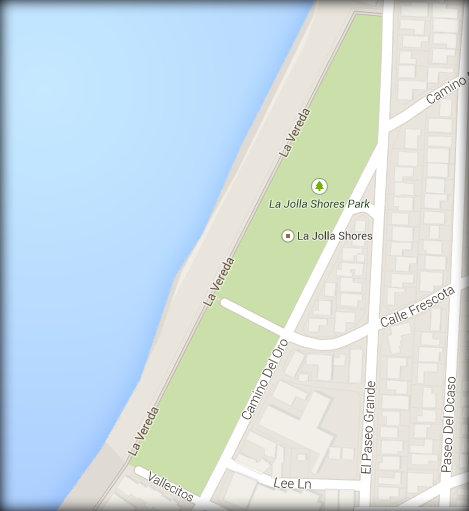 Camino
La Vereda
La Jolla Shores Park
La Jolla Shores
La Vereda
Calle Frescota
Camino Del Oro
El Paseo Grande
Paseo Del Ocaso
La Vereda
Vallecitos
Lee Ln